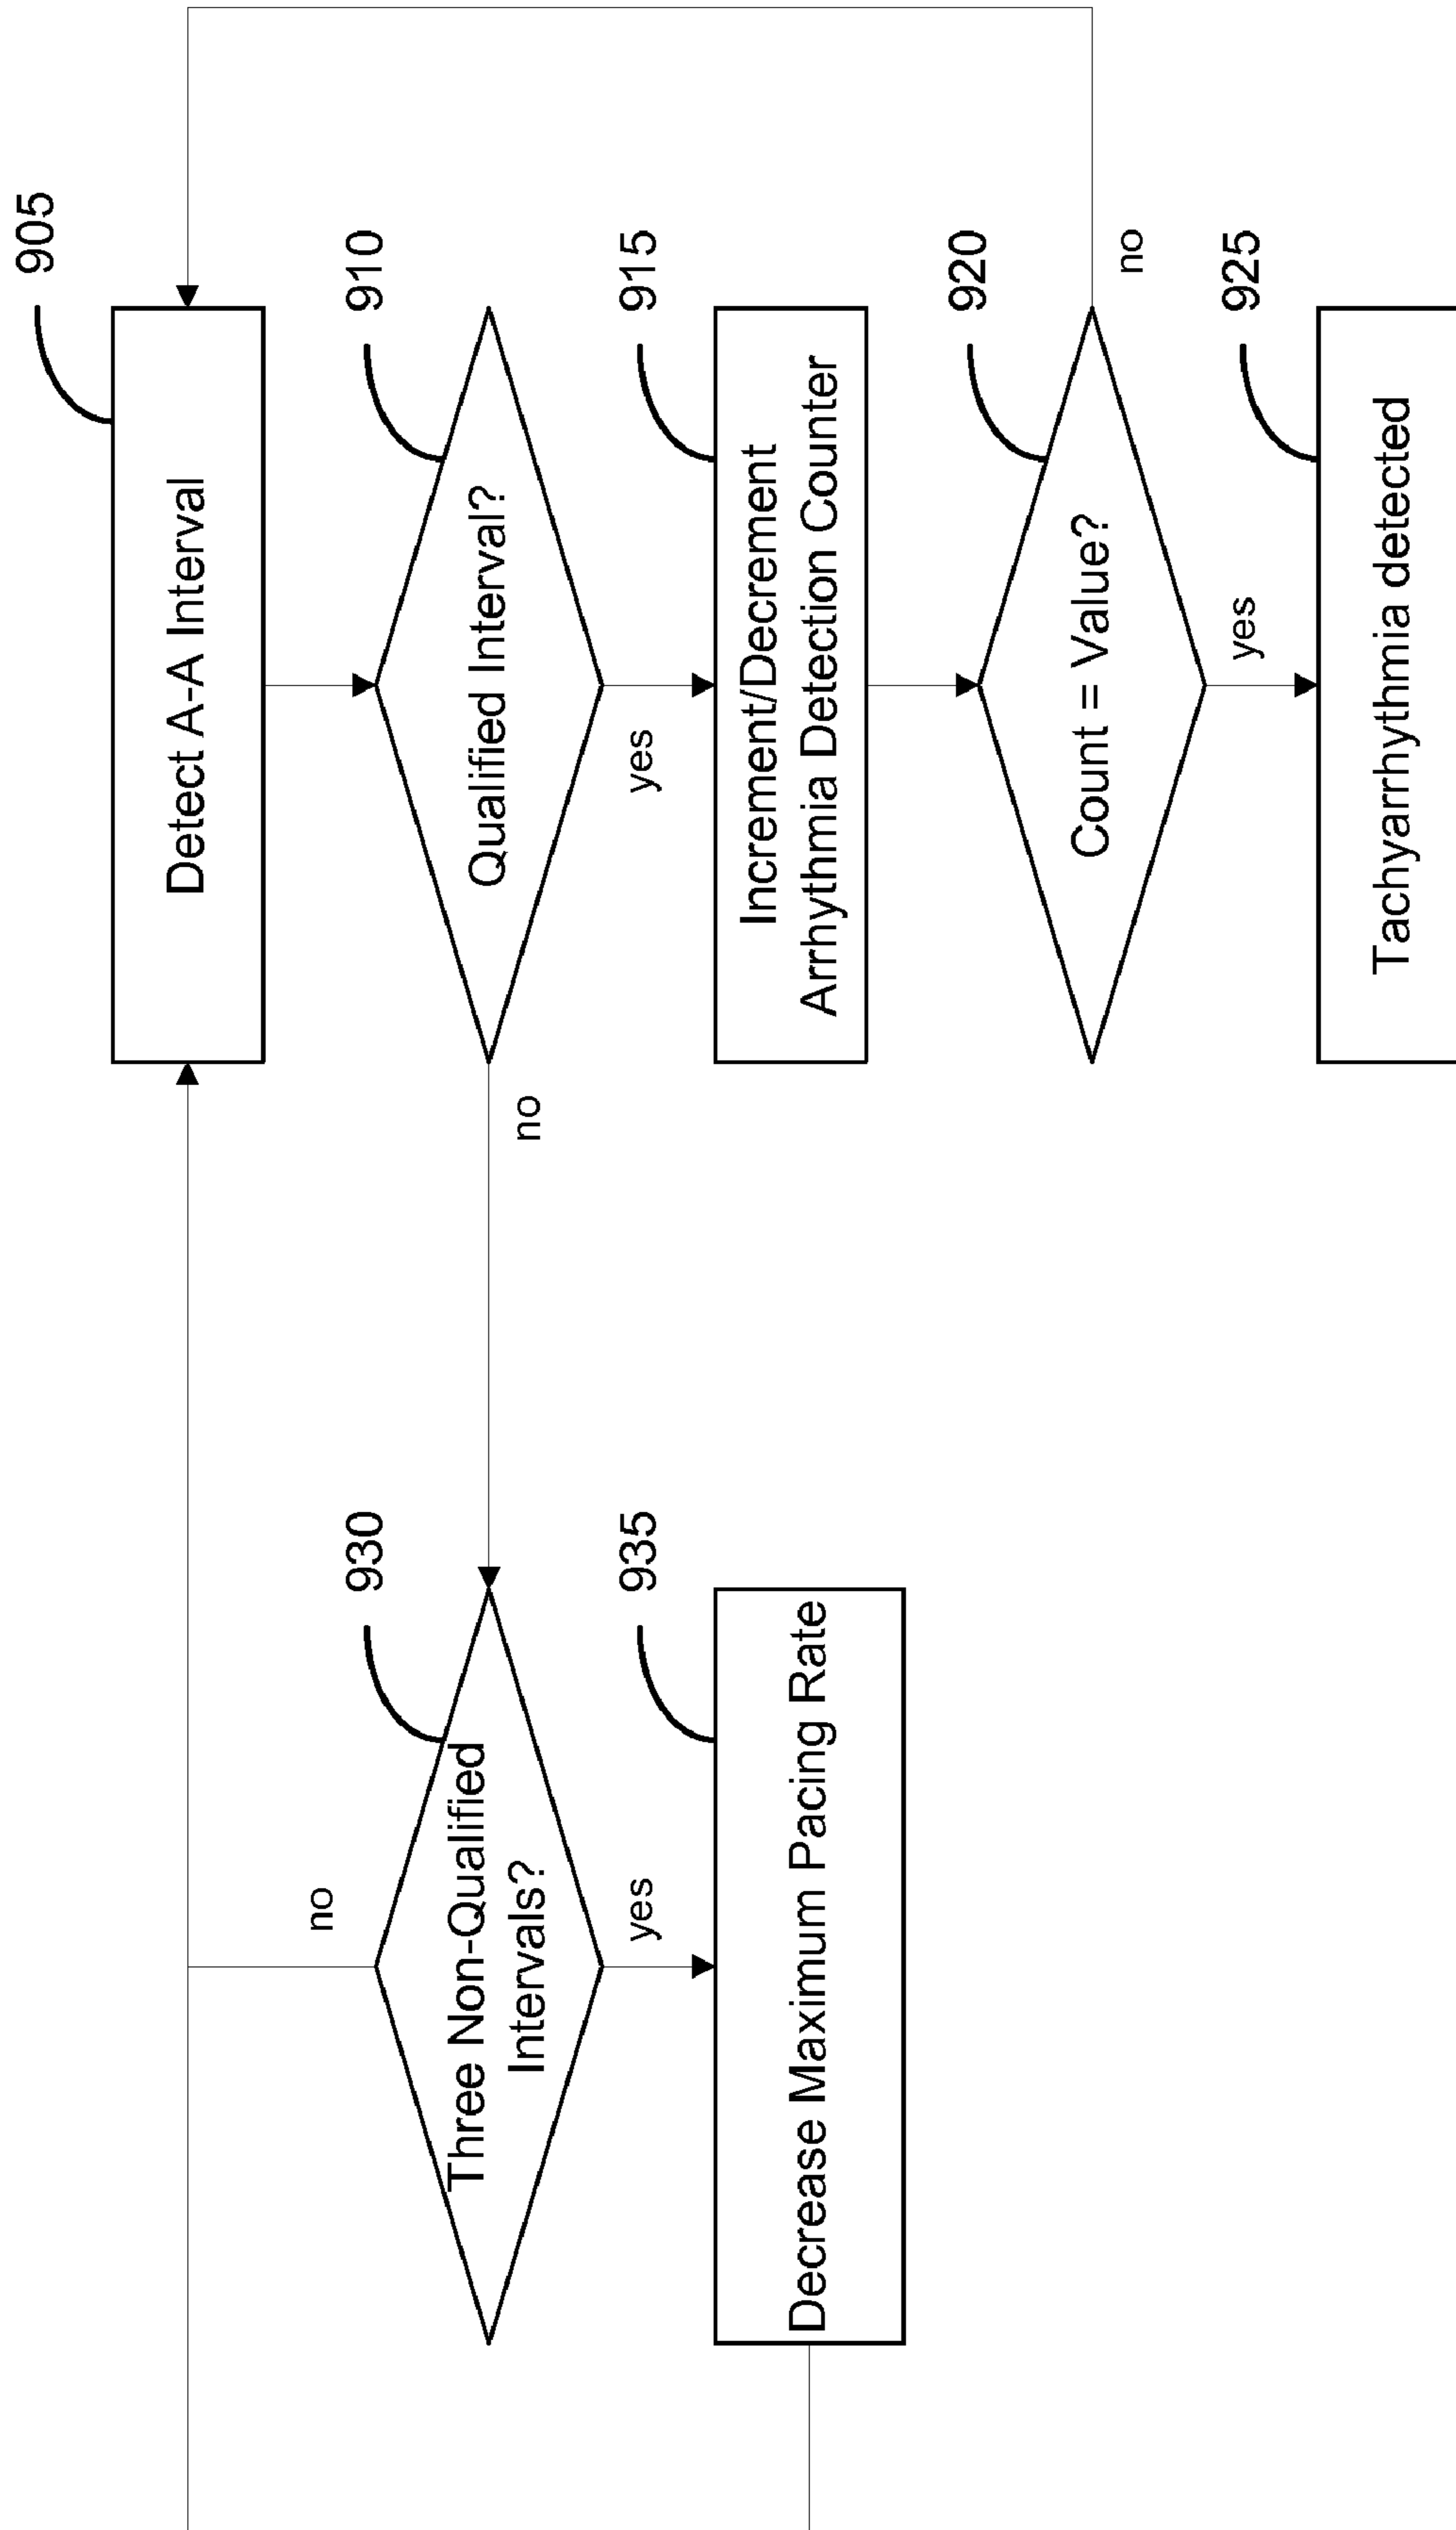 905
Detect A-A Interval
910
Qualified Interval?
yes
no
915
Increment/Decrement
Arrhythmia Detection Counter
920
Count = Value?
no
yes
925
Tachyarrhythmia detected
930
Three Non-Qualified
Intervals?
no
yes
935
Decrease Maximum Pacing Rate